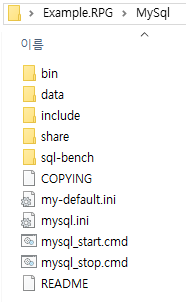 Example.RPG > MySql
이름
bin
data
include
share
sql-bench
COPYING
my-default.ini
mysql.ini
mysql_start.cmd
mysql_stop.cmd
README